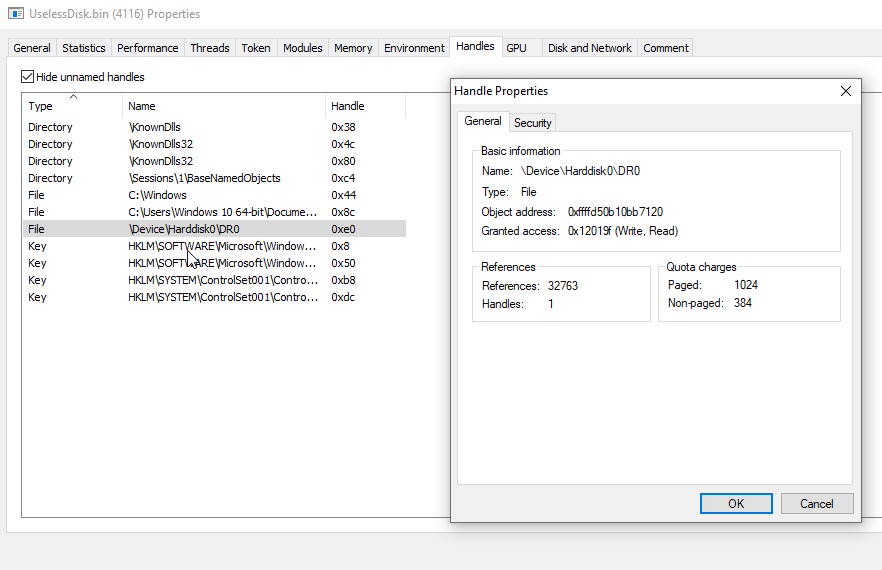 UselessDisk.bin (4116) Properties
General Statistics Performance Threads Token Modules Memory Environment Handles GPU Disk and Network Comment
Hide unnamed handles
Type Name Handle
Directory \KnownDlls 0x38
Directory \KnownDlls32 0x4c
Directory \KnownDlls32 0x80
Directory \Sessions\1\BaseNamedObjects 0xc4
File C:\Windows 0x44
File C:\Users\Windows 10 64-bit\Docume... 0x8c
File \Device\Harddisk0\DR0 0xe0
Key HKLM\SOFTWARE\Microsoft\Window... 0x8
Key HKLM\SOFTWARE\Microsoft\Window... 0x50
Key HKLM\SYSTEM\ControlSet001\Contro... 0xb8
Key HKLM\SYSTEM\ControlSet001\Contro... 0xdc
Handle Properties
General Security
Basic information
Name: \Device\Harddisk0\DR0
Type: File
Object address: 0xffffd50b10bb7120
Granted access: 0x12019f (Write, Read)
References
References: 32763
Handles: 1
Quota charges
Paged: 1024
Non-paged: 384
OK Cancel